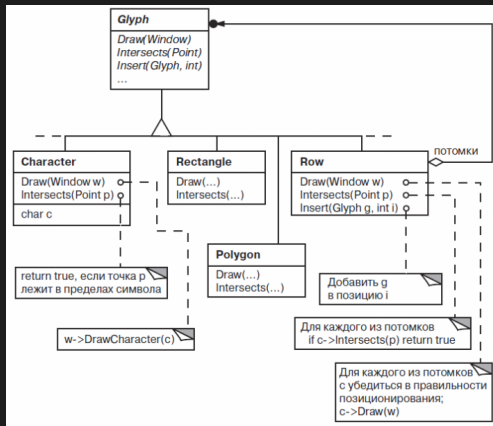 Glyph
Draw(Window)
Intersects(Point)
Insert(Glyph, int)
...
потомки
Character
Draw(Window w)
Intersects(Point p)
char c
Rectangle
Draw(...)
Intersects(...)
Row
Draw(Window w)
Intersects(Point p)
Insert(Glyph g, int i)
Polygon
Draw(...)
Intersects(...)
return true, если точка p
лежит в пределах символа
Добавить g
в позицию i
w->DrawCharacter(c)
Для каждого из потомков
if c->Intersects(p) return true
Для каждого из потомков
с убедиться в правильности
позиционирования;
c->Draw(w)